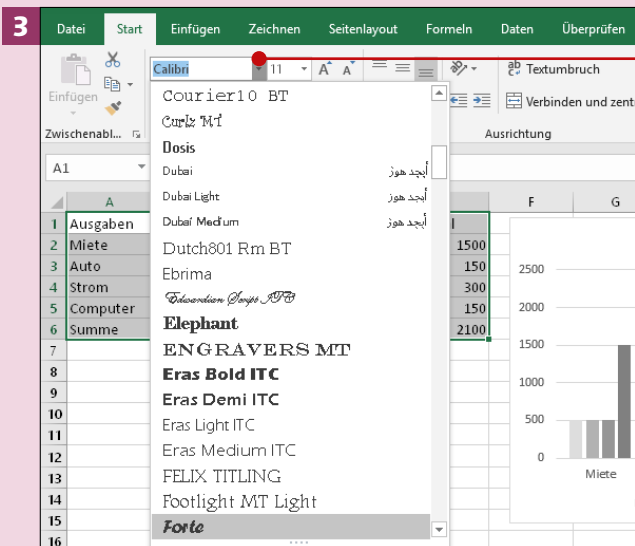 3
Datei Start Einfügen Zeichnen Seitenlayout Formeln Daten Überprüfen
Calibri 11 A A ab Textumbruch
Einfügen Verbinden und zentr
Zwischenabl... Ausrichtung
A1
A F G
1 Ausgaben l
2 Miete 1500
3 Auto 150
4 Strom 300
5 Computer 150
6 Summe 2100
7
8
9
10
11
12
13
14
15
16
Courier10 BT
Curlz MT
Dosis
Dubai أبجد هوز
Dubai Light أبجد هوز
Dubai Medium أبجد هوز
Dutch801 Rm BT
Ebrima
Edwardian Script ITC
Elephant
ENGRAVERS MT
Eras Bold ITC
Eras Demi ITC
Eras Light ITC
Eras Medium ITC
FELIX TITLING
Footlight MT Light
Forte
2500
2000
1500
1000
500
0
Miete